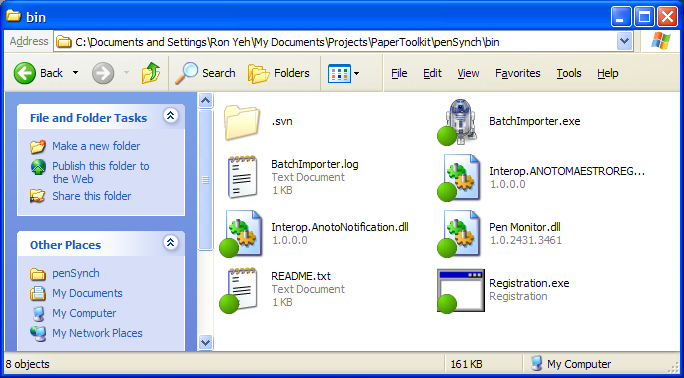 bin
Address C:\Documents and Settings\Ron Yeh\My Documents\Projects\PaperToolkit\penSynch\bin
Back Search Folders File Edit View Favorites Tools Help
File and Folder Tasks
Make a new folder
Publish this folder to
the Web
Share this folder
Other Places
penSynch
My Documents
My Computer
My Network Places
.svn
BatchImporter.exe
BatchImporter.log
Text Document
1 KB
Interop.ANOTOMAESTROREG...
1.0.0.0
Interop.AnotoNotification.dll
1.0.0.0
Pen Monitor.dll
1.0.2431.3461
README.txt
Text Document
1 KB
Registration.exe
Registration
8 objects 161 KB My Computer